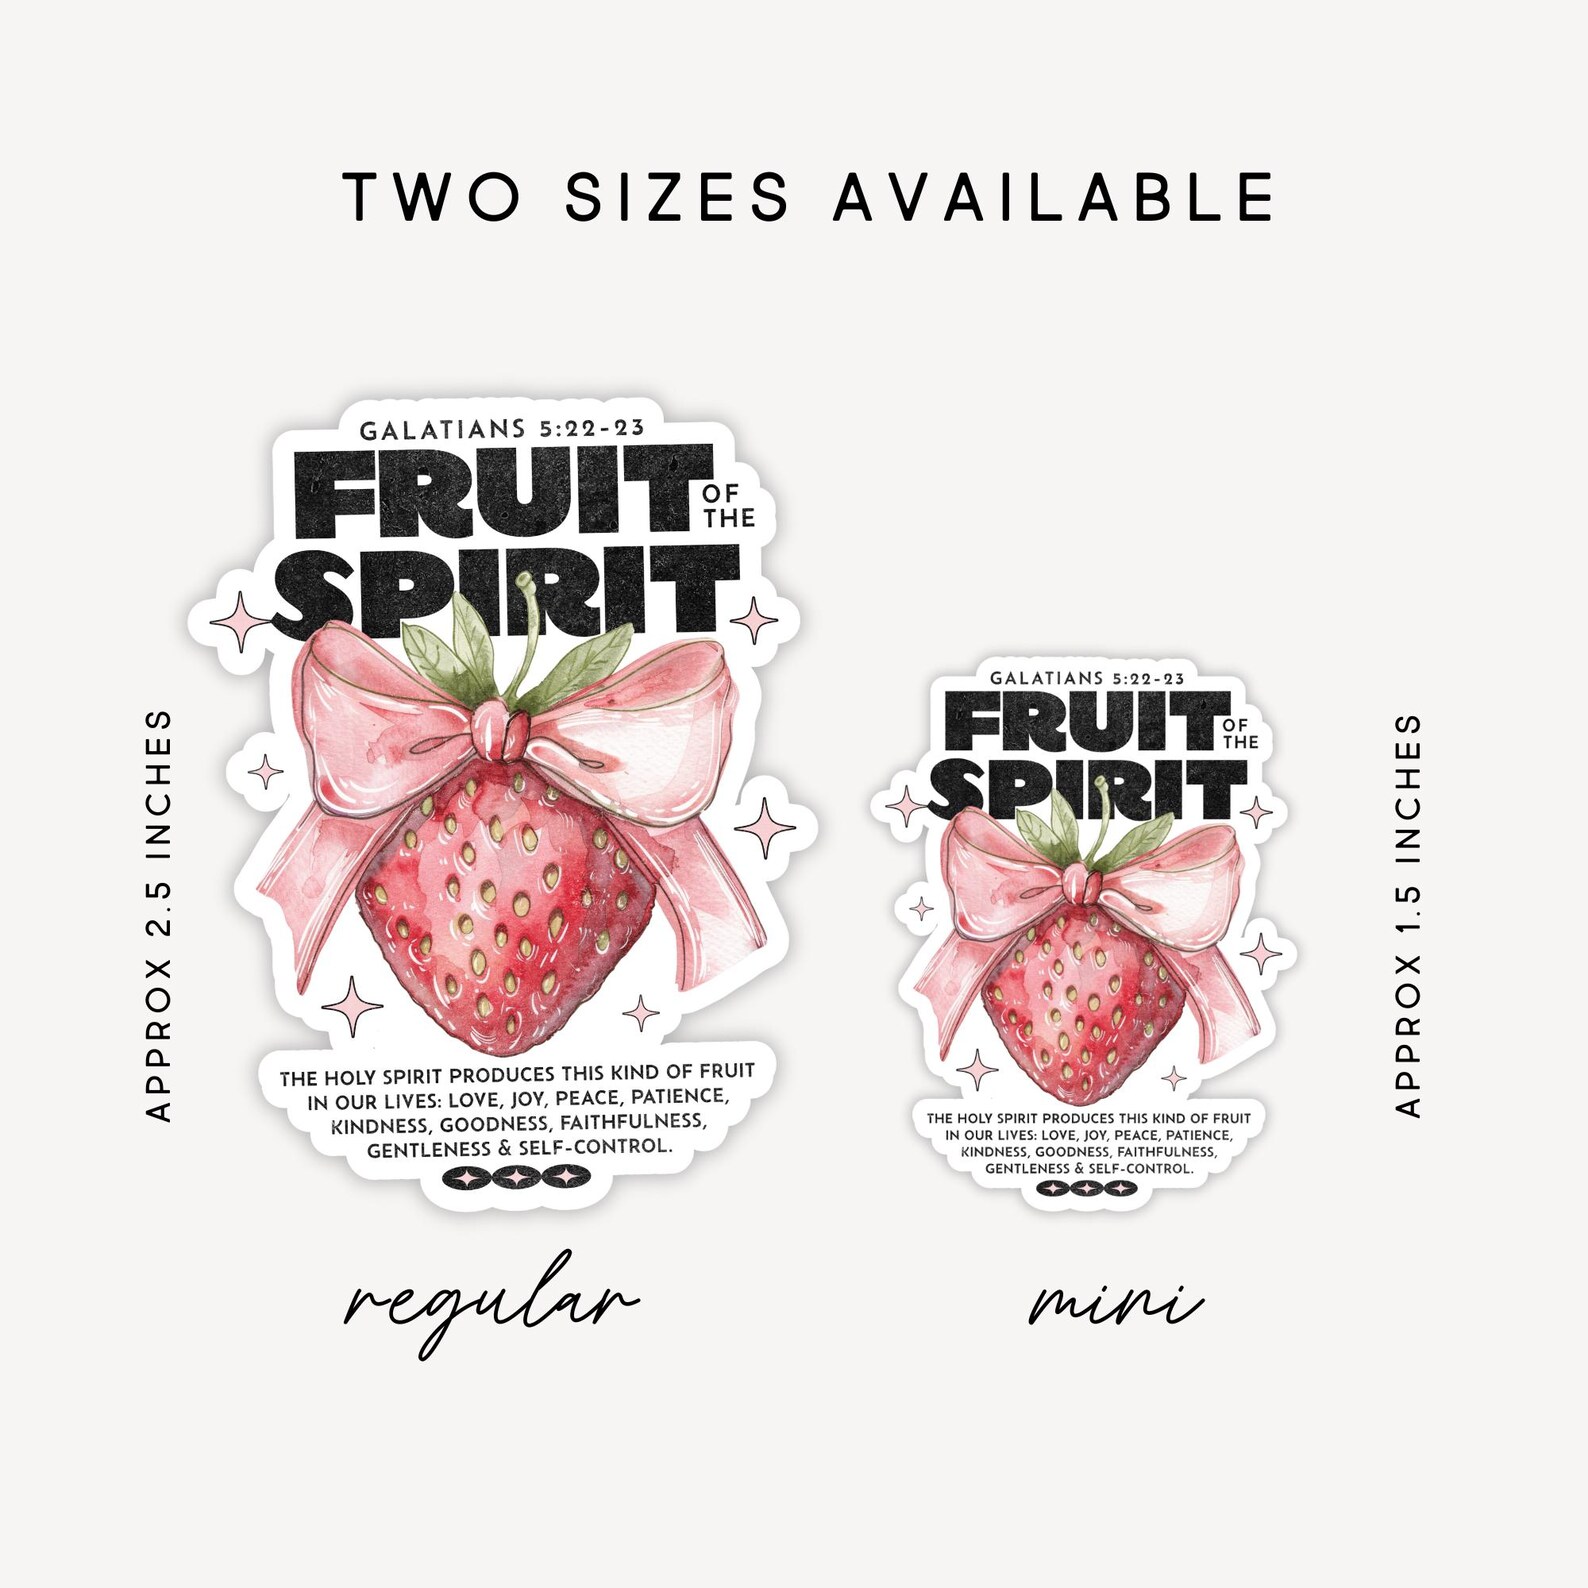 TWO SIZES AVAILABLE
APPROX 2.5 INCHES
GALATIANS 5:22-23
FRUIT
OF
THE
SPIRIT
THE HOLY SPIRIT PRODUCES THIS KIND OF FRUIT
IN OUR LIVES: LOVE, JOY, PEACE, PATIENCE,
KINDNESS, GOODNESS, FAITHFULNESS,
GENTLENESS & SELF-CONTROL.
regular
GALATIANS 5:22-23
FRUIT
OF
THE
SPIRIT
THE HOLY SPIRIT PRODUCES THIS KIND OF FRUIT
IN OUR LIVES: LOVE, JOY, PEACE, PATIENCE,
KINDNESS, GOODNESS, FAITHFULNESS,
GENTLENESS & SELF-CONTROL.
mini
APPROX 1.5 INCHES